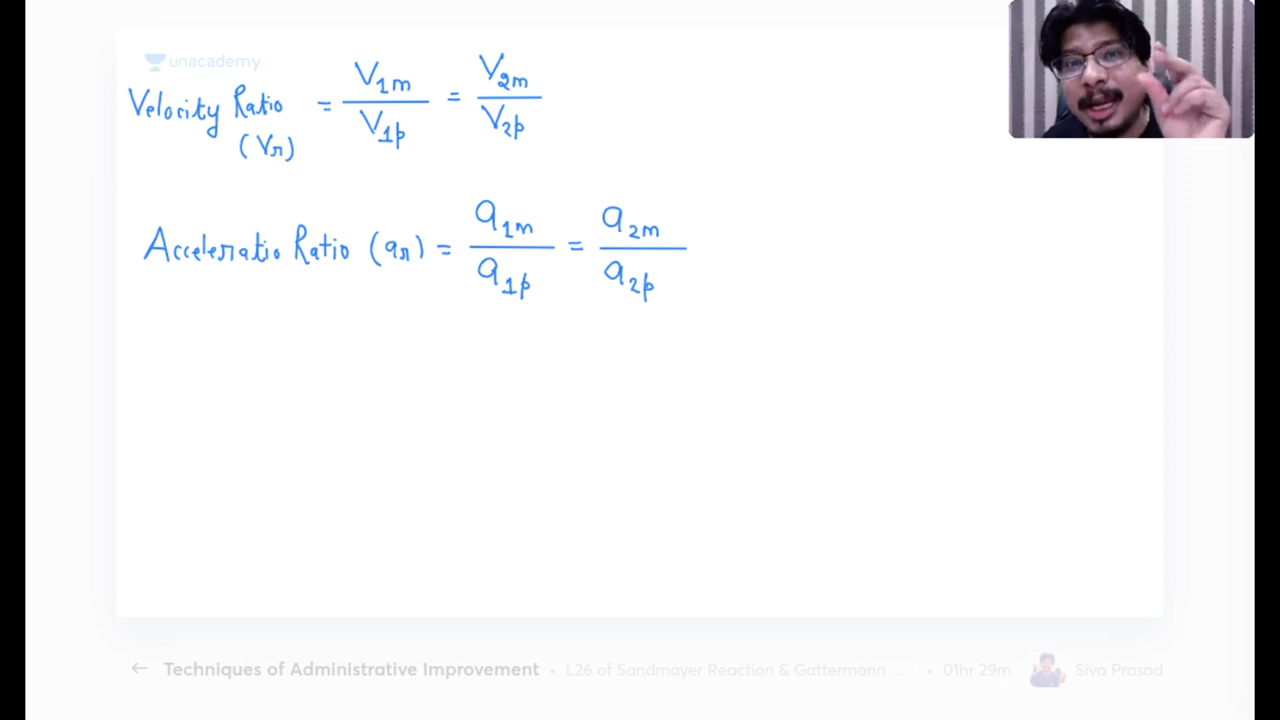 unacademy
Velocity Ratio = V1m / V1p = V2m / V2p
(Vr)
Acceleratio Ratio (ar) = a1m / a1p = a2m / a2p
← Techniques of Administrative Improvement • L26 of Sandmayer Reaction & Gattermann ... • 01hr 29m Siva Prasad